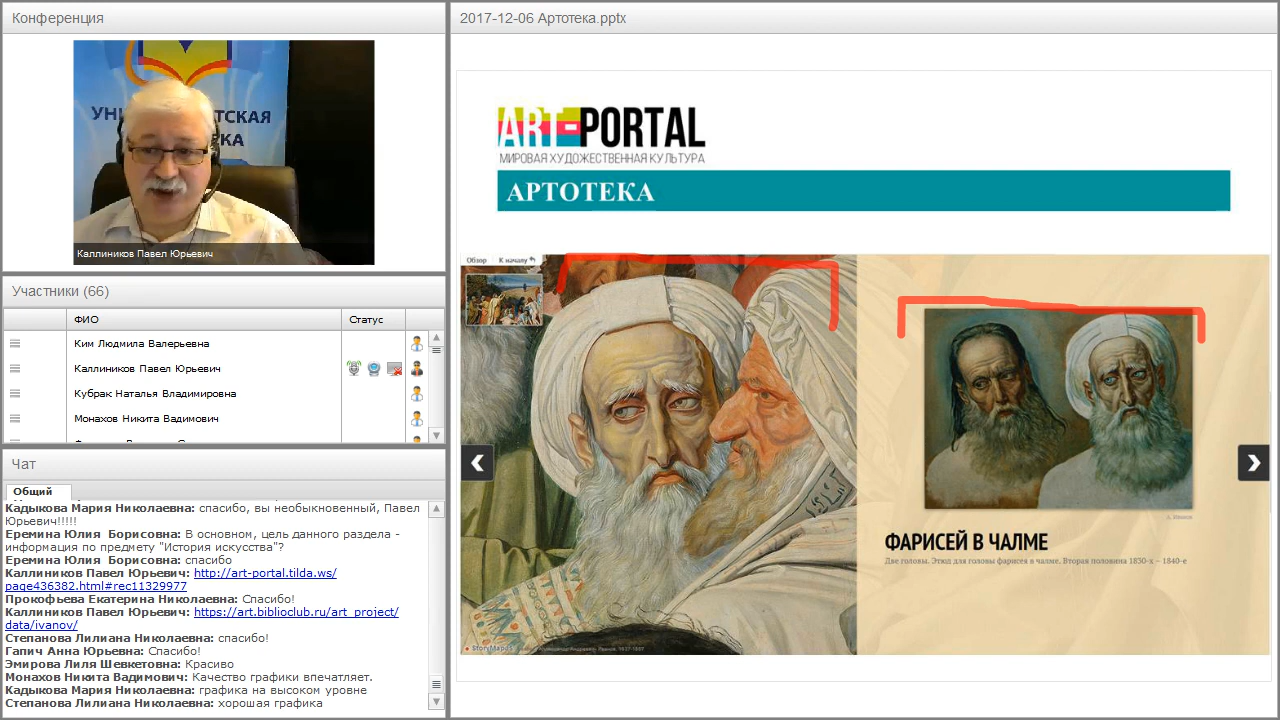 Конференция
УНИ ТСКАЯ
КА
Каллиников Павел Юрьевич
Участники (66)
ФИО
Статус
Ким Людмила Валерьевна
Каллиников Павел Юрьевич
Кубрак Наталья Владимировна
Монахов Никита Вадимович
Чат
Общий
Кадыкова Мария Николаевна: спасибо, вы необыкновенный, Павел
Юрьевич!!!!!
Еремина Юлия Борисовна: В основном, цель данного раздела -
информация по предмету "История искусства"?
Еремина Юлия Борисовна: спасибо
Каллиников Павел Юрьевич: http://art-portal.tilda.ws/
page456382.html#rec11329977
Прокофьева Екатерина Николаевна: Спасибо!
Каллиников Павел Юрьевич: https://art.biblioclub.ru/art_project/
data/ivanov/
Степанова Лилиана Николаевна: спасибо!
Гапич Анна Юрьевна: Спасибо!
Эмирова Лиля Шевкетовна: Красиво
Монахов Никита Вадимович: Качество графики впечатляет.
Кадыкова Мария Николаевна: графика на высоком уровне
Степанова Лилиана Николаевна: хорошая графика
2017-12-06 Артотека.pptx
ART-PORTAL
МИРОВАЯ ХУДОЖЕСТВЕННАЯ КУЛЬТУРА
АРТОТЕКА
Обзор К началу
А. Иванов
ФАРИСЕЙ В ЧАЛМЕ
Две головы. Этюд для головы фарисея в чалме. Вторая половина 1830-х – 1840-е
StoryMapJS